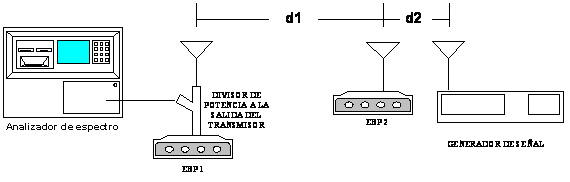 d1
d2
DIVISOR DE
POTENCIA A LA
SALIDA DEL
TRANSMISOR
Analizador de espectro
EBP1
EBP2
GENERADOR DE SEÑAL